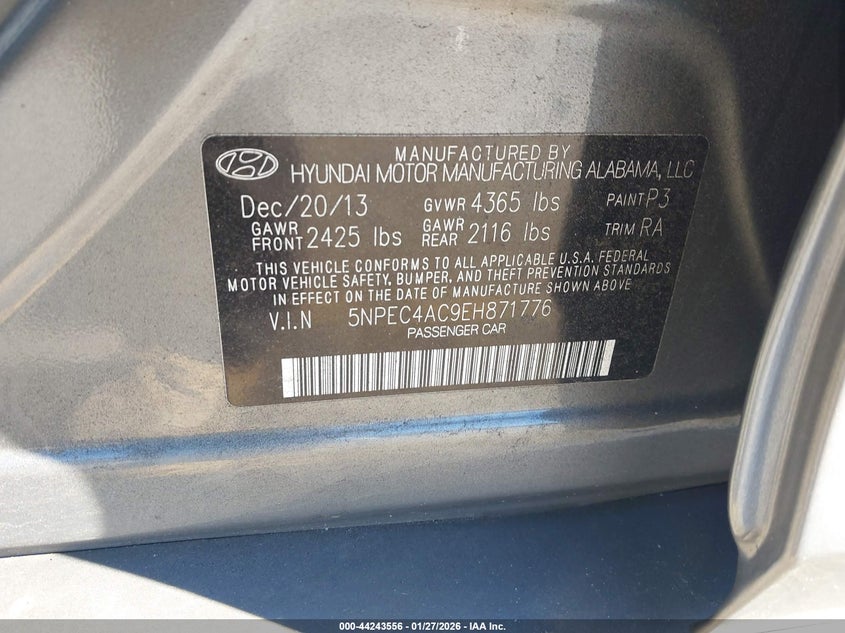 MANUFACTURED BY
HYUNDAI MOTOR MANUFACTURING ALABAMA, LLC
Dec/20/13 GVWR 4365 lbs PAINT P3
GAWR FRONT 2425 lbs GAWR REAR 2116 lbs TRIM RA
THIS VEHICLE CONFORMS TO ALL APPLICABLE U.S.A. FEDERAL
MOTOR VEHICLE SAFETY, BUMPER, AND THEFT PREVENTION STANDARDS
IN EFFECT ON THE DATE OF MANUFACTURE SHOWN ABOVE.
V.I.N 5NPEC4AC9EH871776
PASSENGER CAR
000-44243556 — 01/27/2026 — IAA Inc.